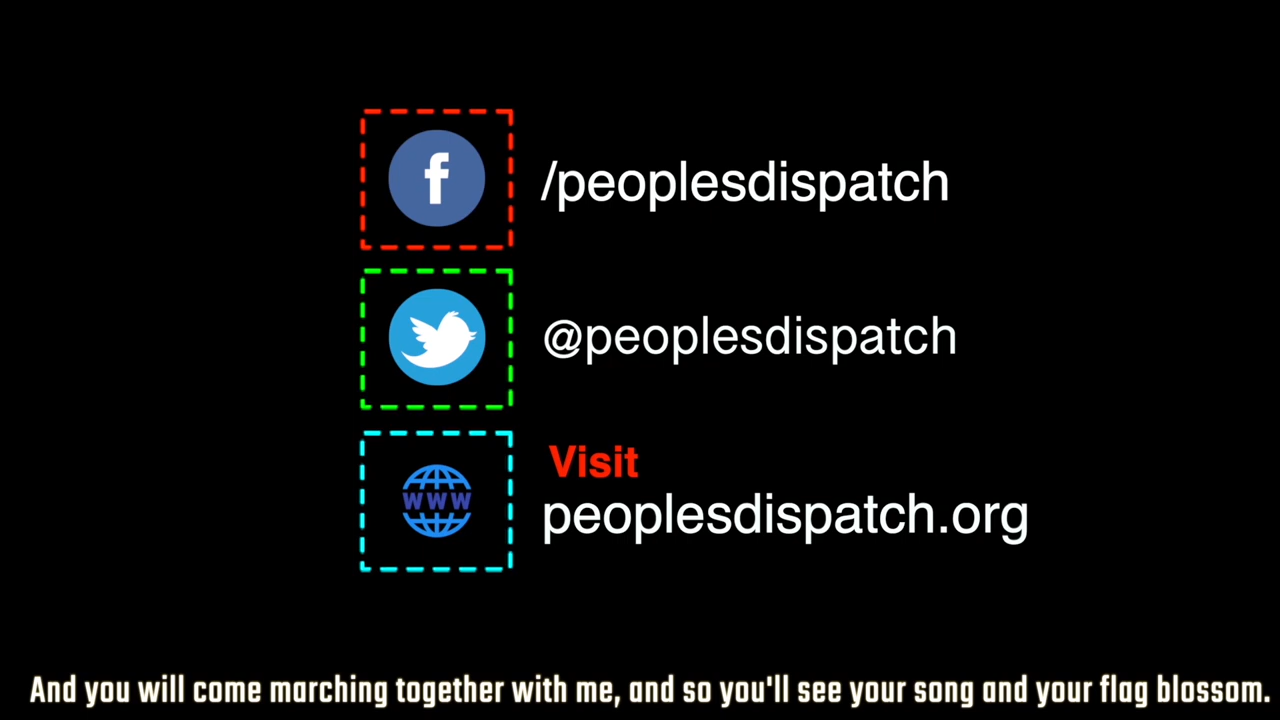 f
/peoplesdispatch
@peoplesdispatch
Visit
WWW
peoplesdispatch.org
And you will come marching together with me, and so you'll see your song and your flag blossom.